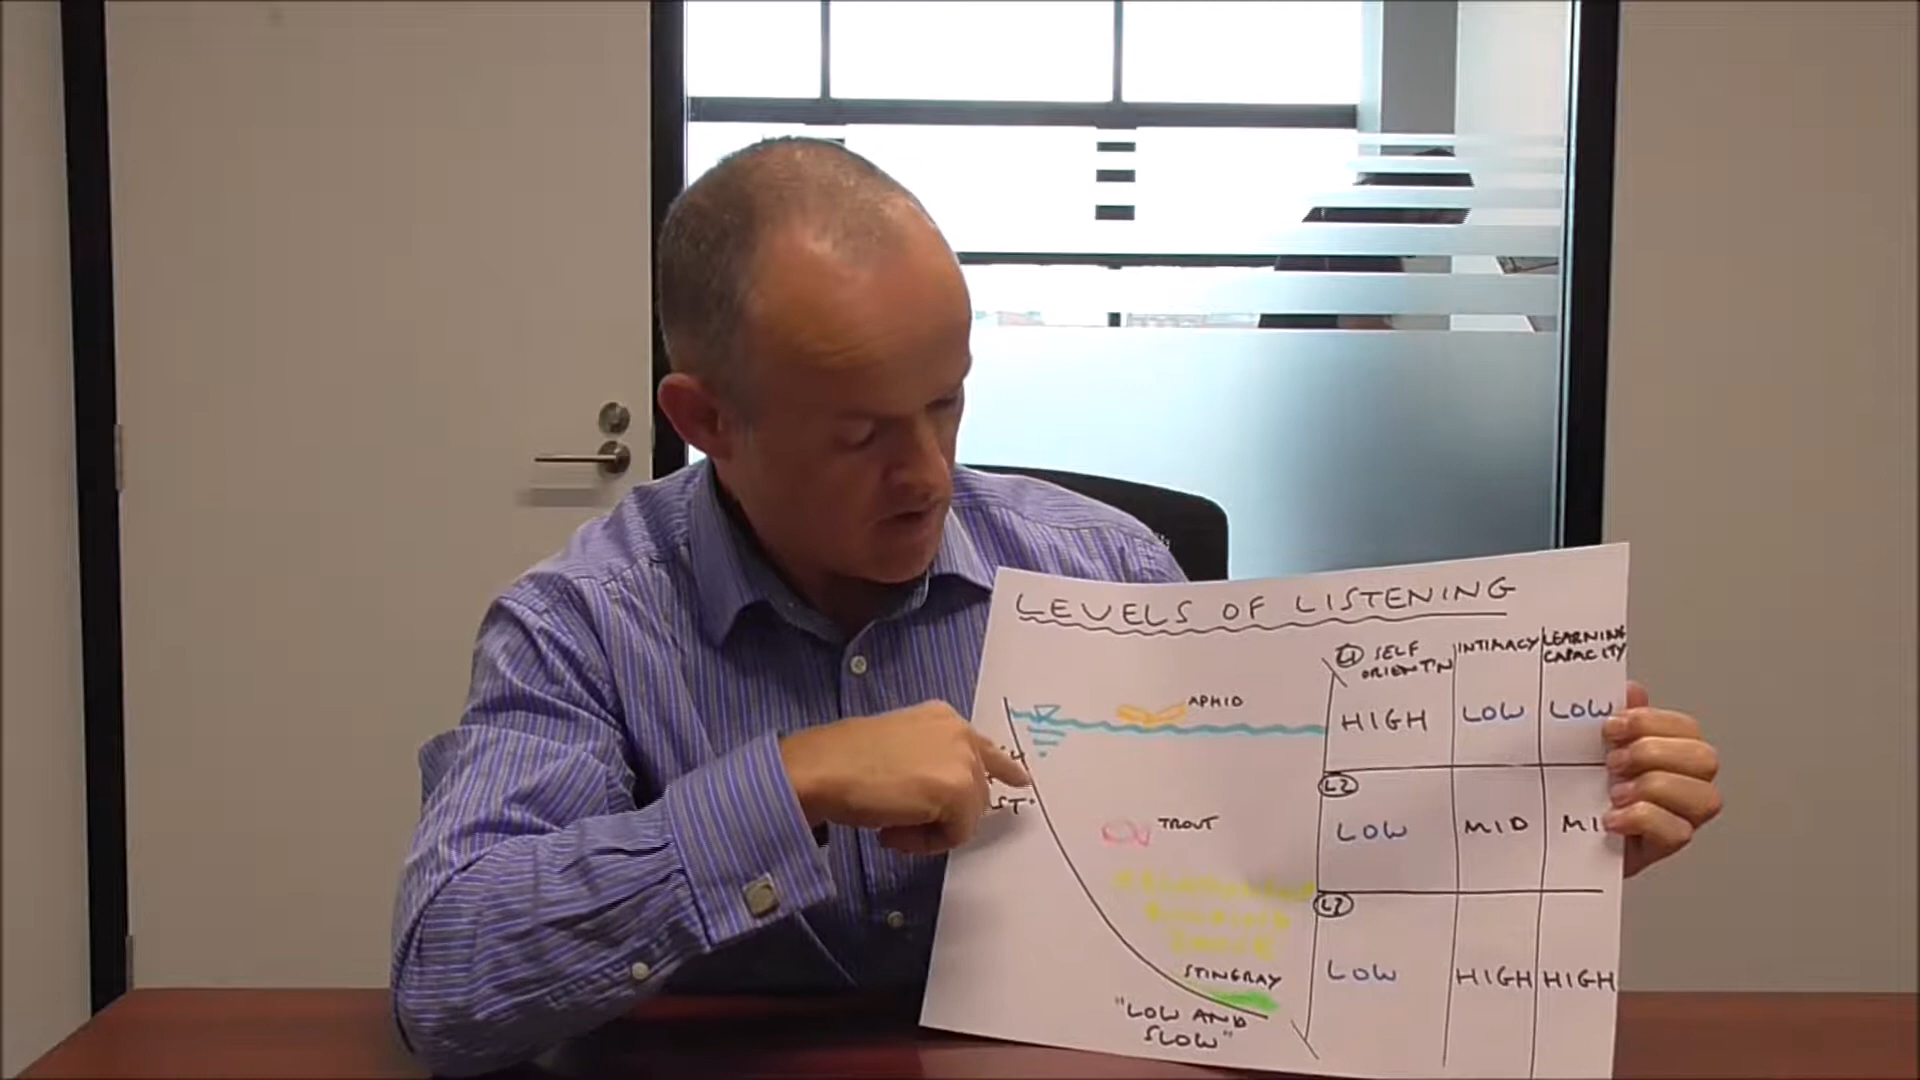 LEVELS OF LISTENING
L1 SELF
ORIENT'N
INTIMACY
LEARNING
CAPACITY
APHID
HIGH LOW LOW
L2
TROUT
LOW MID
STINGRAY
L3
LOW HIGH HIGH
"LOW AND
SLOW"